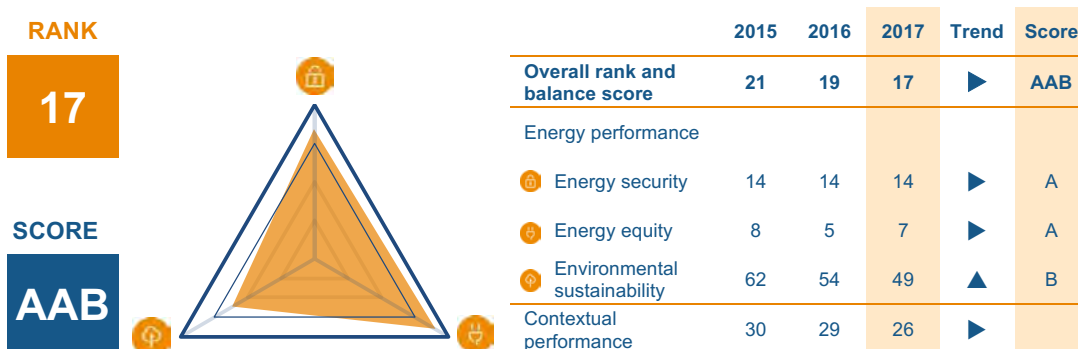 RANK
17
SCORE
AAB
2015 2016 2017 Trend Score
Overall rank and
balance score 21 19 17 AAB
Energy performance
Energy security 14 14 14 A
Energy equity 8 5 7 A
Environmental
sustainability 62 54 49 B
Contextual
performance 30 29 26